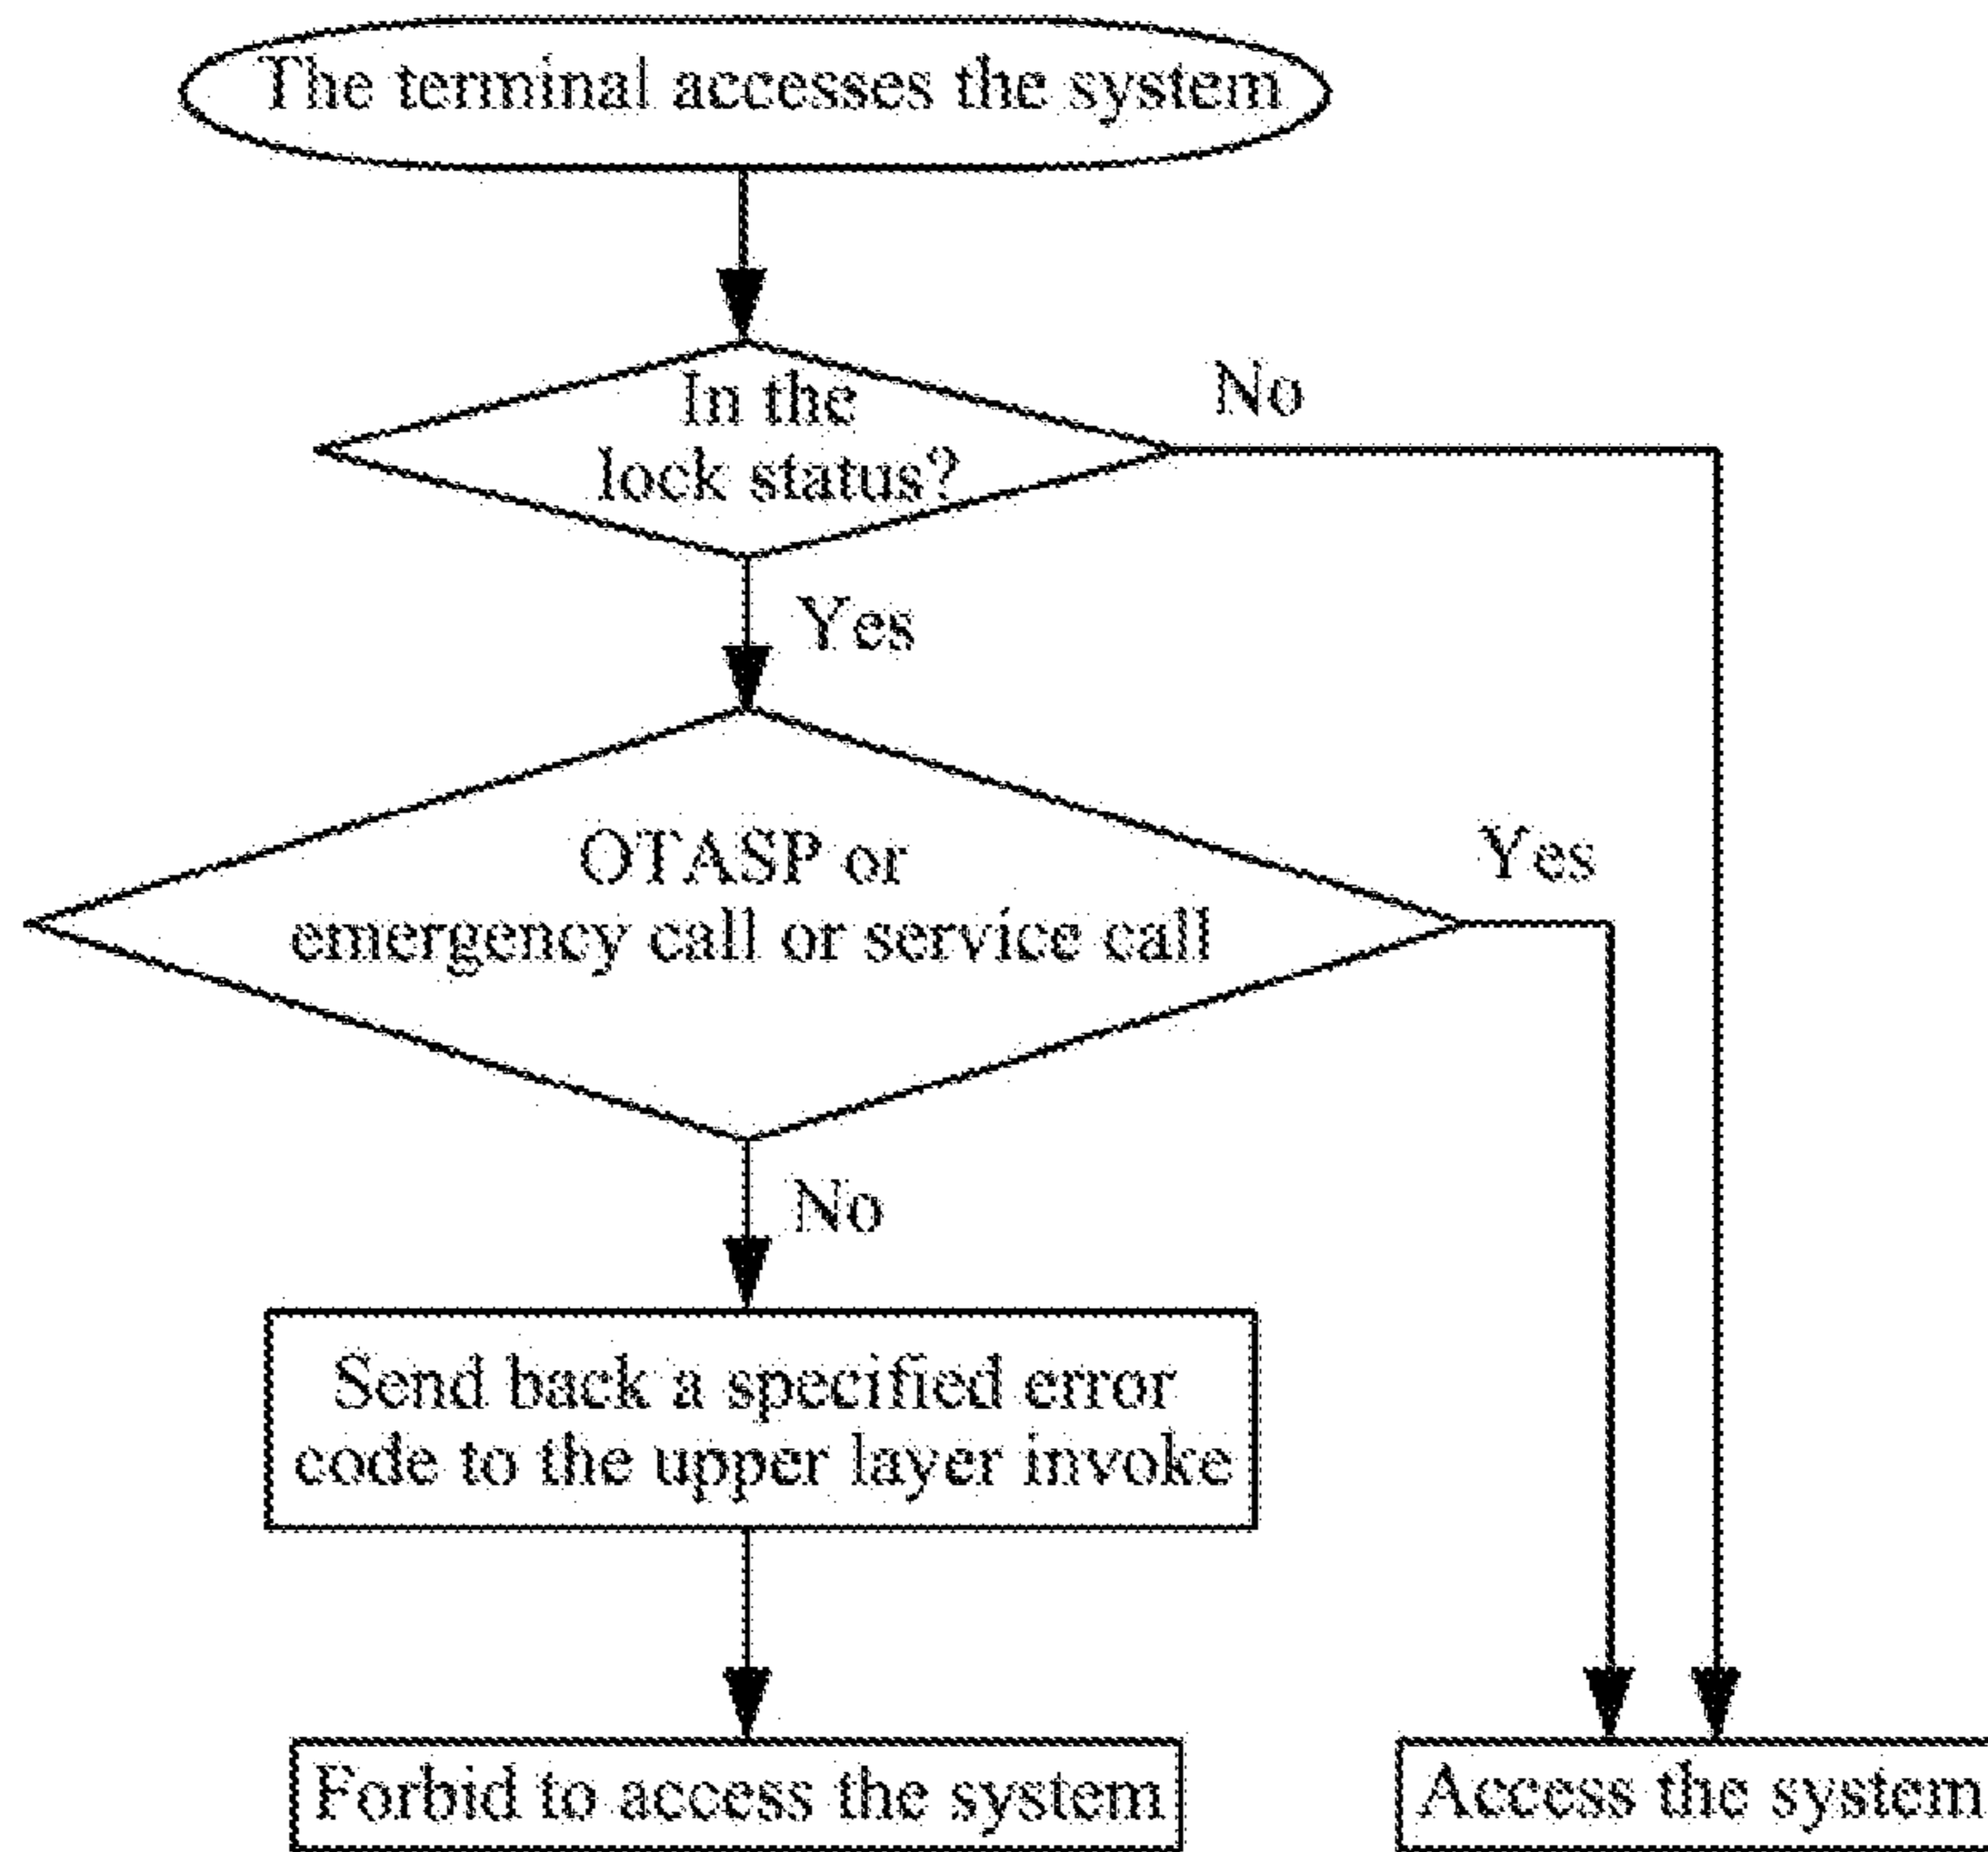 The terminal accesses the system
In the
lock status?
No
Yes
OTASP or
emergency call or service call
Yes
No
Send back a specified error
code to the upper layer invoke
Forbid to access the system
Access the system